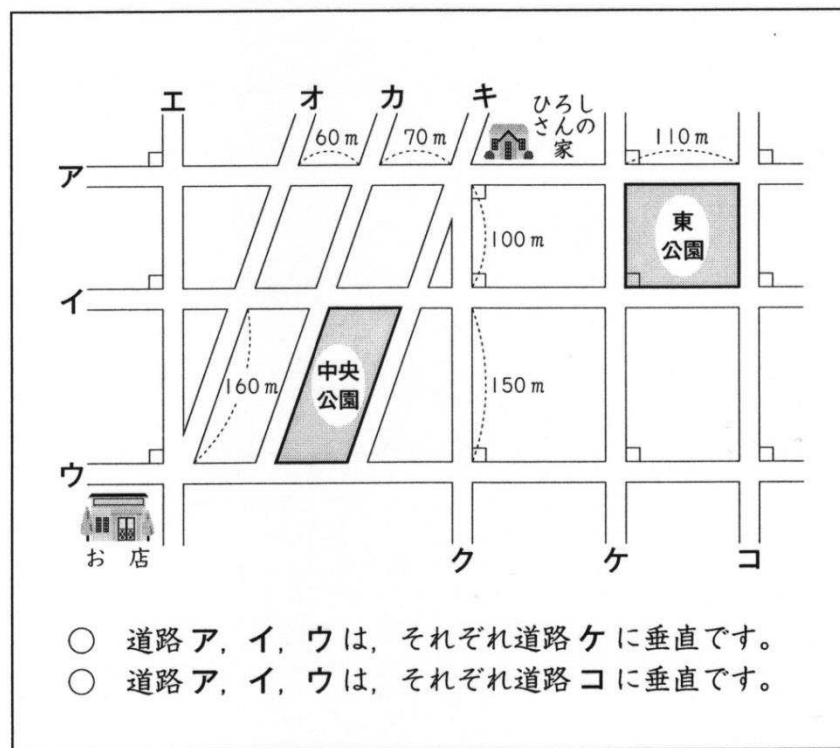 エ オ カ キ
ひろし
さんの
家
60m 70m 110m
ア
東
公園
100m
イ
中央
公園
160m 150m
ウ
お店
ク ケ コ
○ 道路ア，イ，ウは，それぞれ道路ケに垂直です。
○ 道路ア，イ，ウは，それぞれ道路コに垂直です。